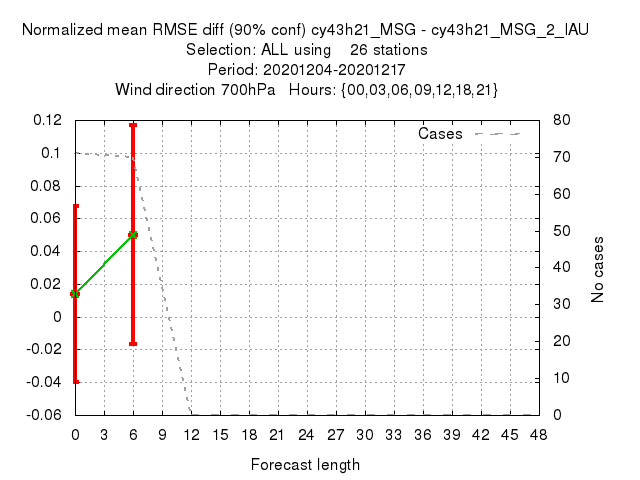 Normalized mean RMSE diff (90% conf) cy43h21_MSG - cy43h21_MSG_2_IAU
Selection: ALL using 26 stations
Period: 20201204-20201217
Wind direction 700hPa Hours: {00,03,06,09,12,18,21}
Cases
0.12
0.1
0.08
0.06
0.04
0.02
0
-0.02
-0.04
-0.06
80
70
60
50
40
30
20
10
0
No cases
0 3 6 9 12 15 18 21 24 27 30 33 36 39 42 45 48
Forecast length